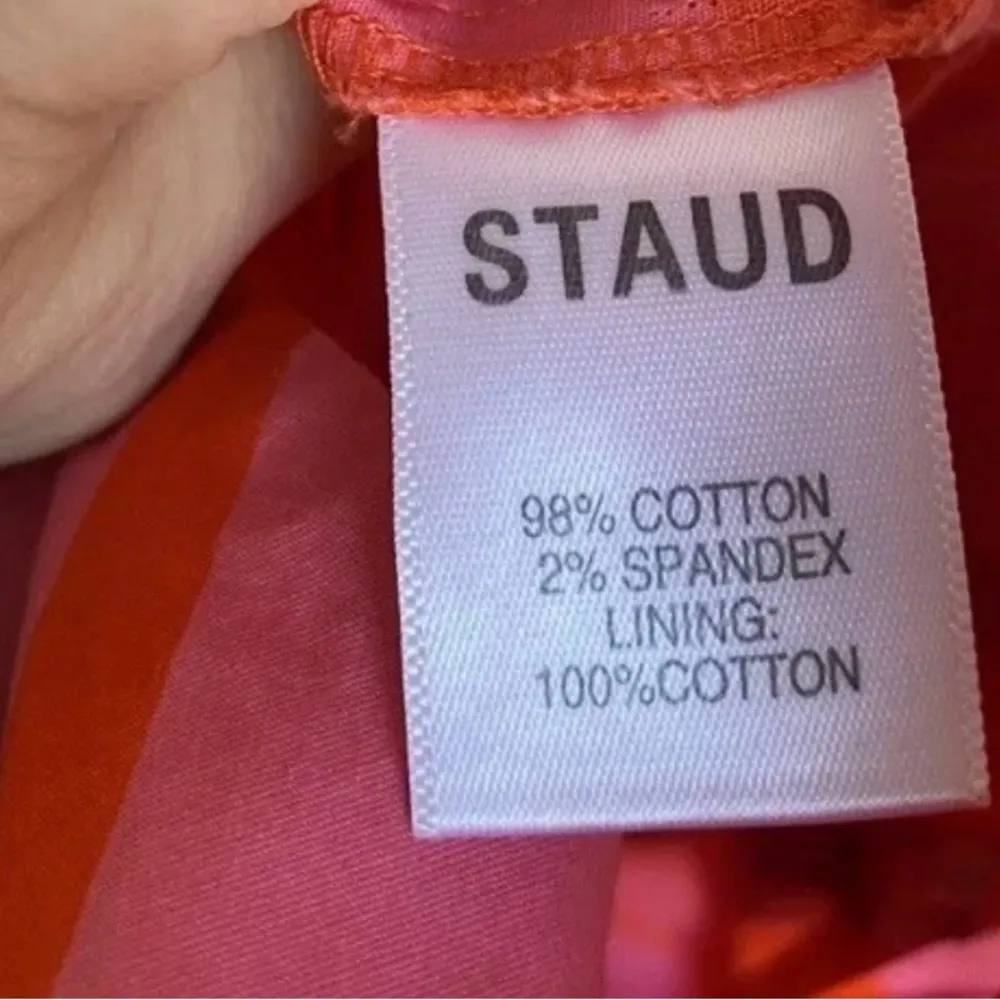 STAUD
98% COTTON
2% SPANDEX
LINING:
100%COTTON